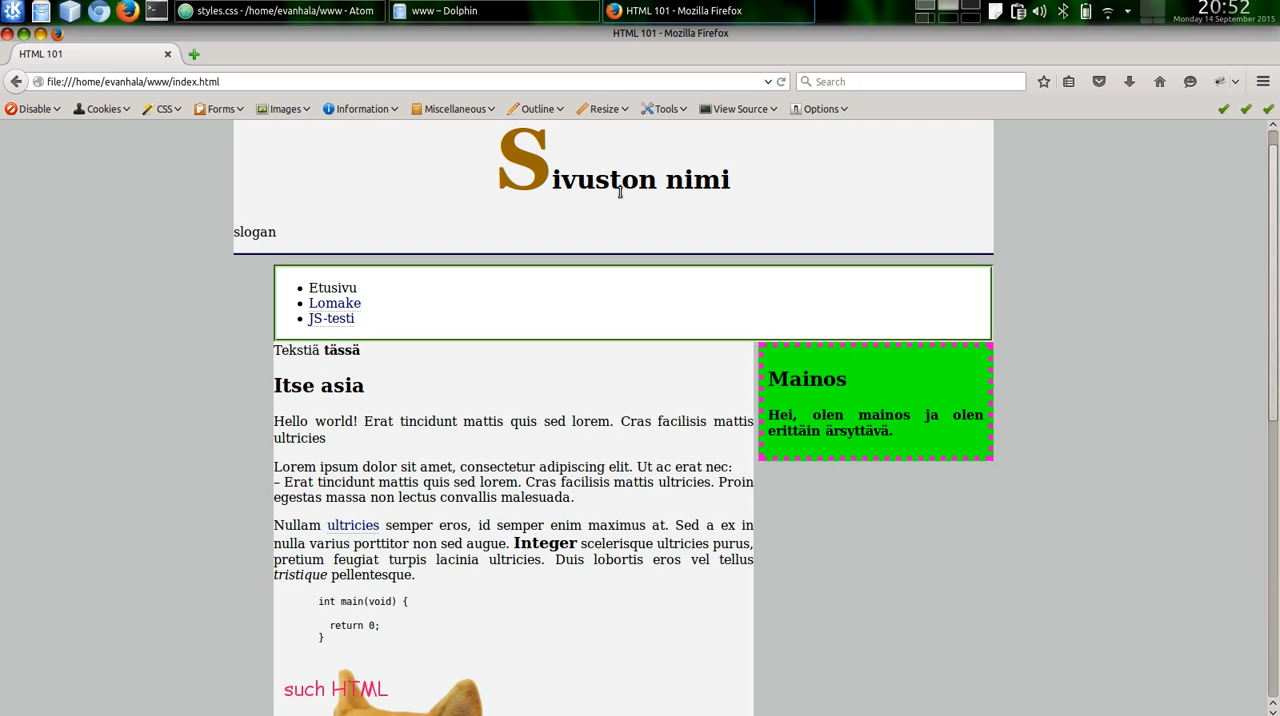 styles.css - /home/evanhala/www - Atom
www – Dolphin
HTML 101 - Mozilla Firefox
20:52
Monday 14 September 2015
HTML 101 - Mozilla Firefox
HTML 101
file:///home/evanhala/www/index.html
Search
Disable Cookies CSS Forms Images Information Miscellaneous Outline Resize Tools View Source Options
Sivuston nimi
slogan
• Etusivu
• Lomake
• JS-testi
Tekstiä tässä
Itse asia
Hello world! Erat tincidunt mattis quis sed lorem. Cras facilisis mattis
ultricies
Lorem ipsum dolor sit amet, consectetur adipiscing elit. Ut ac erat nec:
– Erat tincidunt mattis quis sed lorem. Cras facilisis mattis ultricies. Proin
egestas massa non lectus convallis malesuada.
Nullam ultricies semper eros, id semper enim maximus at. Sed a ex in
nulla varius porttitor non sed augue. Integer scelerisque ultricies purus,
pretium feugiat turpis lacinia ultricies. Duis lobortis eros vel tellus
tristique pellentesque.
int main(void) {
return 0;
}
such HTML
Mainos
Hei, olen mainos ja olen
erittäin ärsyttävä.